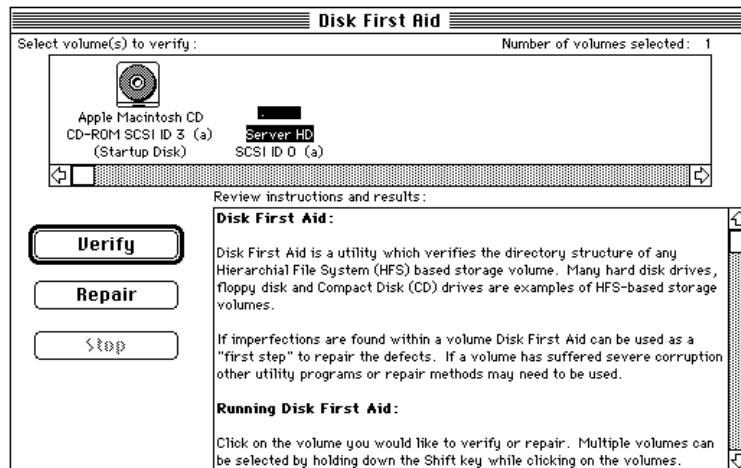 Disk First Aid
Select volume(s) to verify:
Number of volumes selected: 1
Apple Macintosh CD
CD-ROM SCSI ID 3 (a)
(Startup Disk)
Server HD
SCSI ID 0 (a)
Review instructions and results:
Verify
Repair
Stop
Disk First Aid:
Disk First Aid is a utility which verifies the directory structure of any
Hierarchial File System (HFS) based storage volume. Many hard disk drives,
floppy disk and Compact Disk (CD) drives are examples of HFS-based storage
volumes.
If imperfections are found within a volume Disk First Aid can be used as a
"first step" to repair the defects. If a volume has suffered severe corruption
other utility programs or repair methods may need to be used.
Running Disk First Aid:
Click on the volume you would like to verify or repair. Multiple volumes can
be selected by holding down the Shift key while clicking on the volumes.